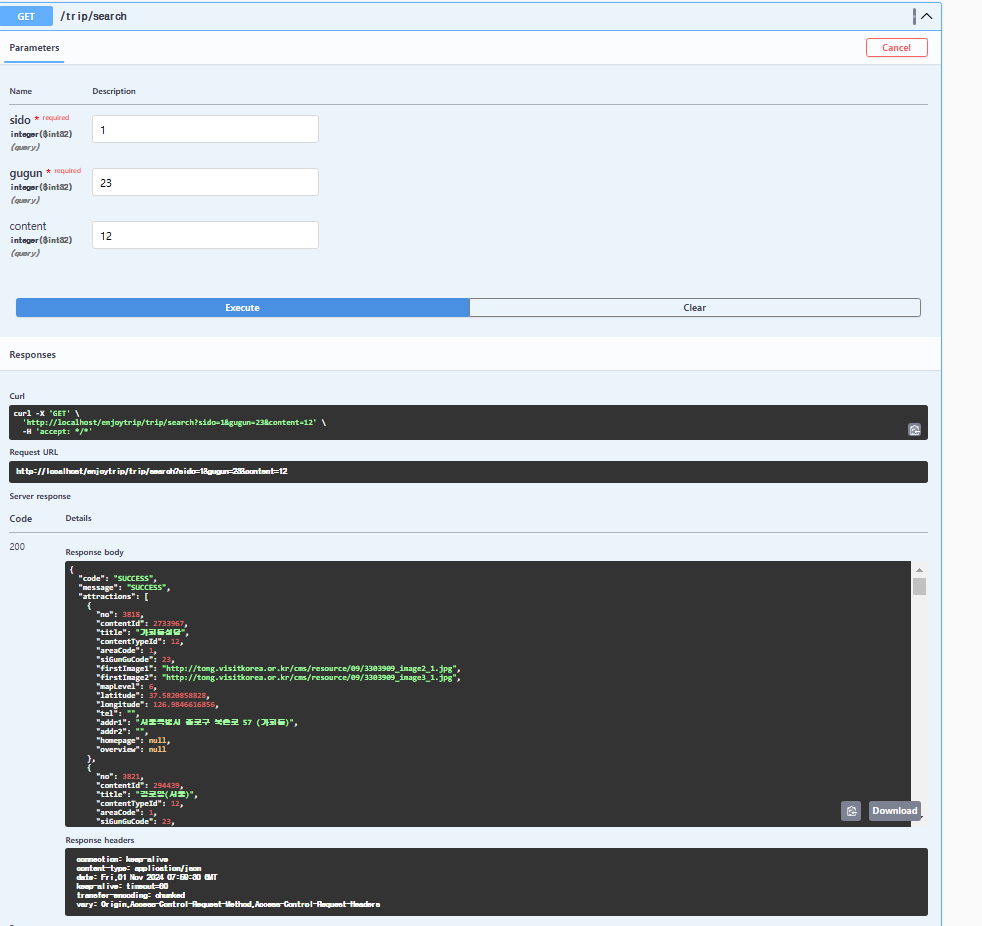 GET /trip/search
Parameters
Cancel
Name Description
sido * required
integer($int32)
(query)
1
gugun * required
integer($int32)
(query)
23
content
integer($int32)
(query)
12
Execute
Clear
Responses
Curl
curl -X 'GET' \
'http://localhost/enjoytrip/trip/search?sido=1&gugun=23&content=12' \
-H 'accept: */*'
Request URL
http://localhost/enjoytrip/trip/search?sido=1&gugun=23&content=12
Server response
Code Details
200
Response body
{
"code": "SUCCESS",
"message": "SUCCESS",
"attractions": [
{
"no": 3818,
"contentId": 2733967,
"title": "가회동성당",
"contentTypeId": 12,
"areaCode": 1,
"siGunGuCode": 23,
"firstImage1": "http://tong.visitkorea.or.kr/cms/resource/09/3303909_image2_1.jpg",
"firstImage2": "http://tong.visitkorea.or.kr/cms/resource/09/3303909_image3_1.jpg",
"mapLevel": 6,
"latitude": 37.5820858828,
"longitude": 126.9846616856,
"tel": "",
"addr1": "서울특별시 종로구 북촌로 57 (가회동)",
"addr2": "",
"homepage": null,
"overview": null
},
{
"no": 3821,
"contentId": 294439,
"title": "감로암(서울)",
"contentTypeId": 12,
"areaCode": 1,
"siGunGuCode": 23,
Download
Response headers
connection: keep-alive
content-type: application/json
date: Fri,01 Nov 2024 07:59:30 GMT
keep-alive: timeout=60
transfer-encoding: chunked
vary: Origin,Access-Control-Request-Method,Access-Control-Request-Headers